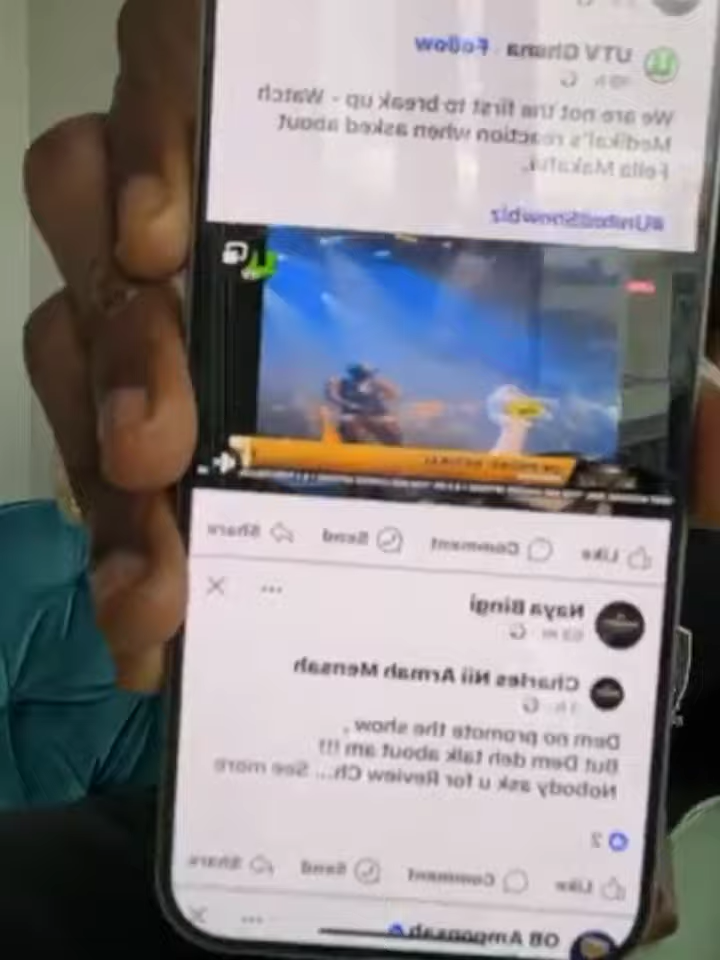 UTV Ghana · Follow
We are not the first to break up - Watch
Medikal's reaction when asked about
Fella Makafui.
#UnitedShowbiz
Like Comment Send Share
Naya Bingi
Charles Nii Armah Mensah
Dem no promote the show ,
But Dem deh talk about am !!!
Nobody ask u for Review Ch... See more
2
Like Comment Send Share
OB Amponsah